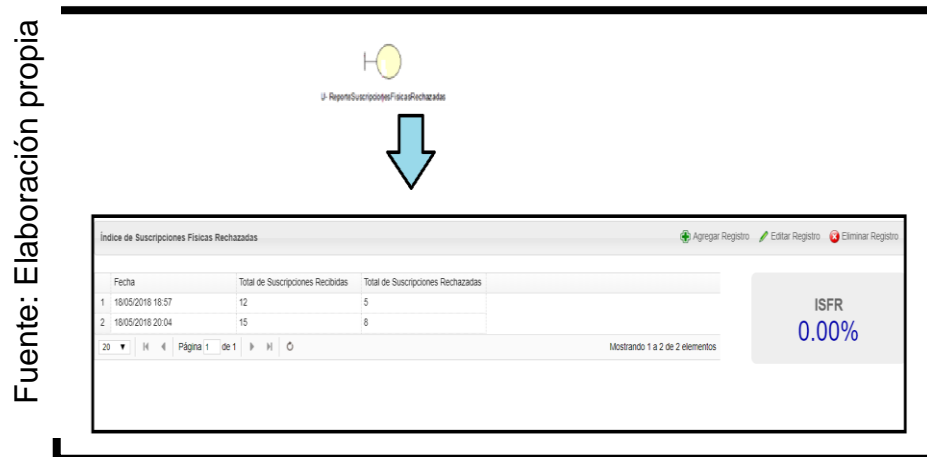 Fuente: Elaboración propia
U- ReporteSuscripcionesFisicasRechazadas
Índice de Suscripciones Físicas Rechazadas
Agregar Registro Editar Registro Eliminar Registro
Fecha Total de Suscripciones Recibidas Total de Suscripciones Rechazadas
1 18/05/2018 18:57 12 5
2 18/05/2018 20:04 15 8
20 Página 1 de 1 Mostrando 1 a 2 de 2 elementos
ISFR
0.00%